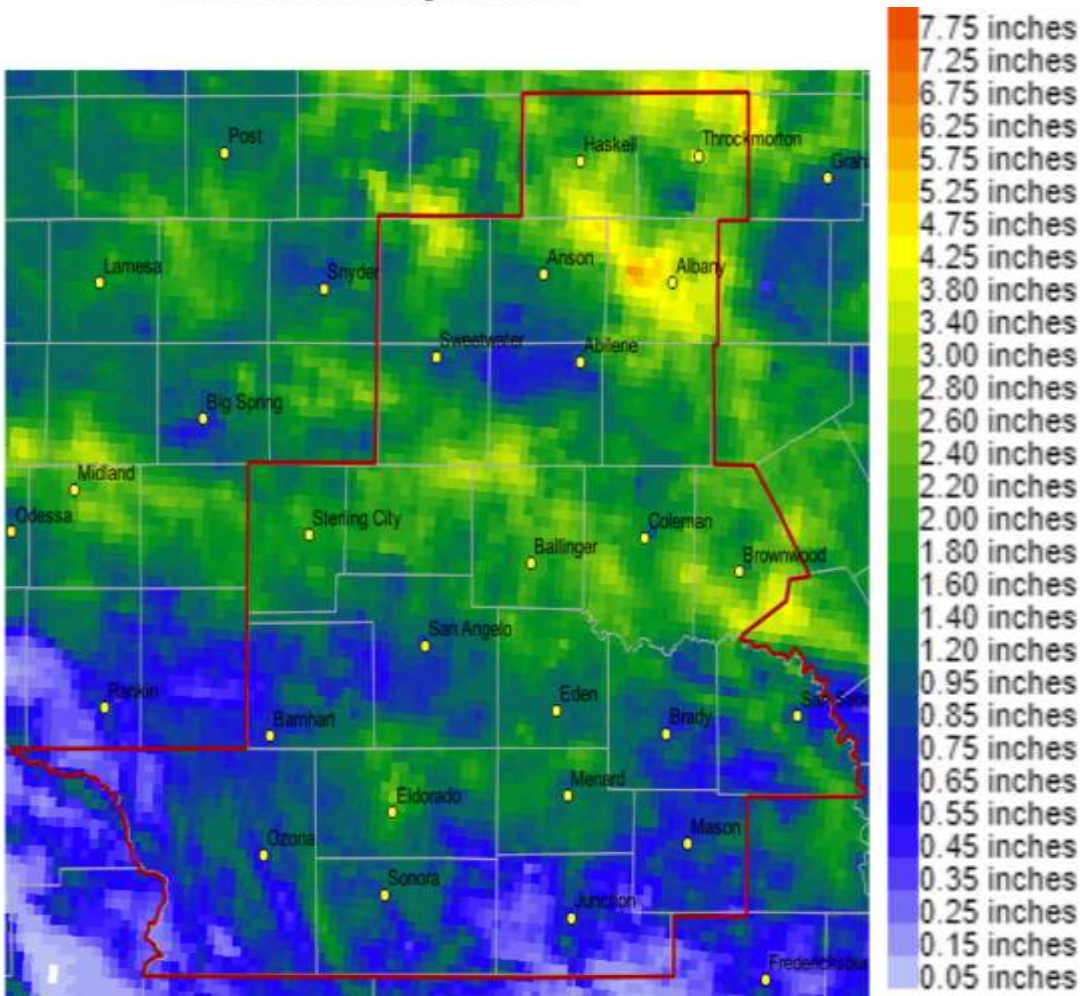 7.75 inches
7.25 inches
6.75 inches
6.25 inches
5.75 inches
5.25 inches
4.75 inches
4.25 inches
3.80 inches
3.40 inches
3.00 inches
2.80 inches
2.60 inches
2.40 inches
2.20 inches
2.00 inches
1.80 inches
1.60 inches
1.40 inches
1.20 inches
0.95 inches
0.85 inches
0.75 inches
0.65 inches
0.55 inches
0.45 inches
0.35 inches
0.25 inches
0.15 inches
0.05 inches
Post
Haskell
Throckmorton
Grah
Lamesa
Snyder
Anson
Albany
Sweetwater
Abilene
Big Spring
Midland
Odessa
Sterling City
Coleman
Ballinger
Brownwood
San Angelo
Rankin
Eden
Barnhart
Brady
San Saba
Menard
Eldorado
Mason
Ozona
Sonora
Junction
Fredericksbur